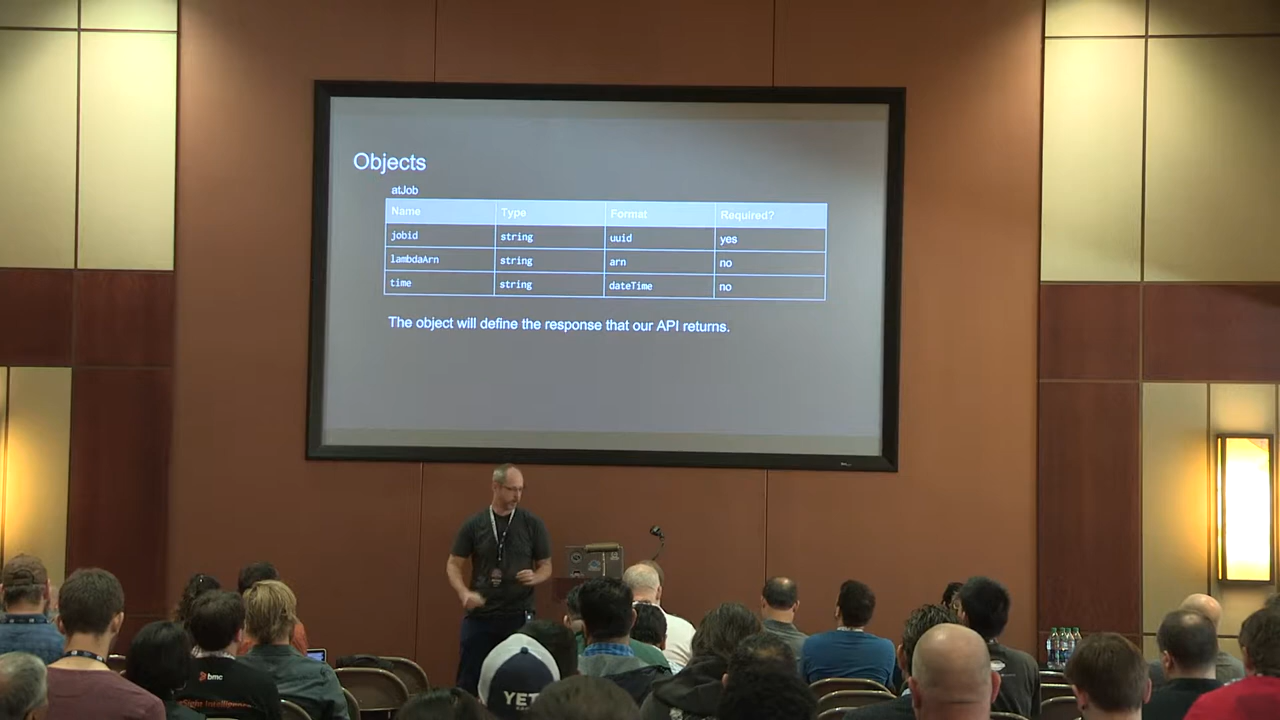 Objects
atJob
Name Type Format Required?
jobid string uuid yes
lambdaArn string arn no
time string dateTime no
The object will define the response that our API returns.
YETI
bmc